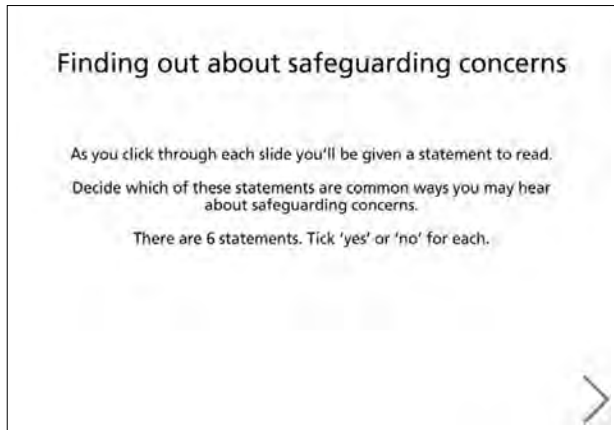 Finding out about safeguarding concerns
As you click through each slide you'll be given a statement to read.
Decide which of these statements are common ways you may hear
about safeguarding concerns.
There are 6 statements. Tick 'yes' or 'no' for each.